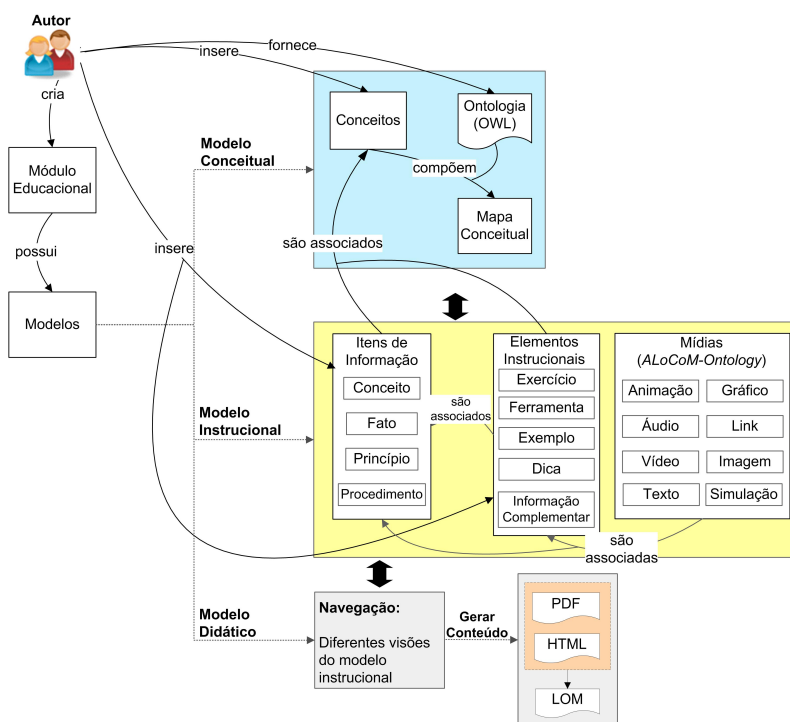 Autor
insere
fornece
cria
Conceitos
Ontologia
(OWL)
Modelo
Conceitual
Módulo
Educacional
compõem
Mapa
Conceitual
possui
insere
são associados
Modelos
Itens de
Informação
Conceito
Fato
Princípio
Procedimento
Elementos
Instrucionais
Exercício
Ferramenta
Exemplo
Dica
Informação
Complementar
Mídias
(ALoCoM-Ontology)
Animação
Gráfico
Áudio
Link
Vídeo
Imagem
Texto
Simulação
são
associados
Modelo
Instrucional
são
associadas
Modelo
Didático
Navegação:
Diferentes visões
do modelo
instrucional
Gerar
Conteúdo
PDF
HTML
LOM